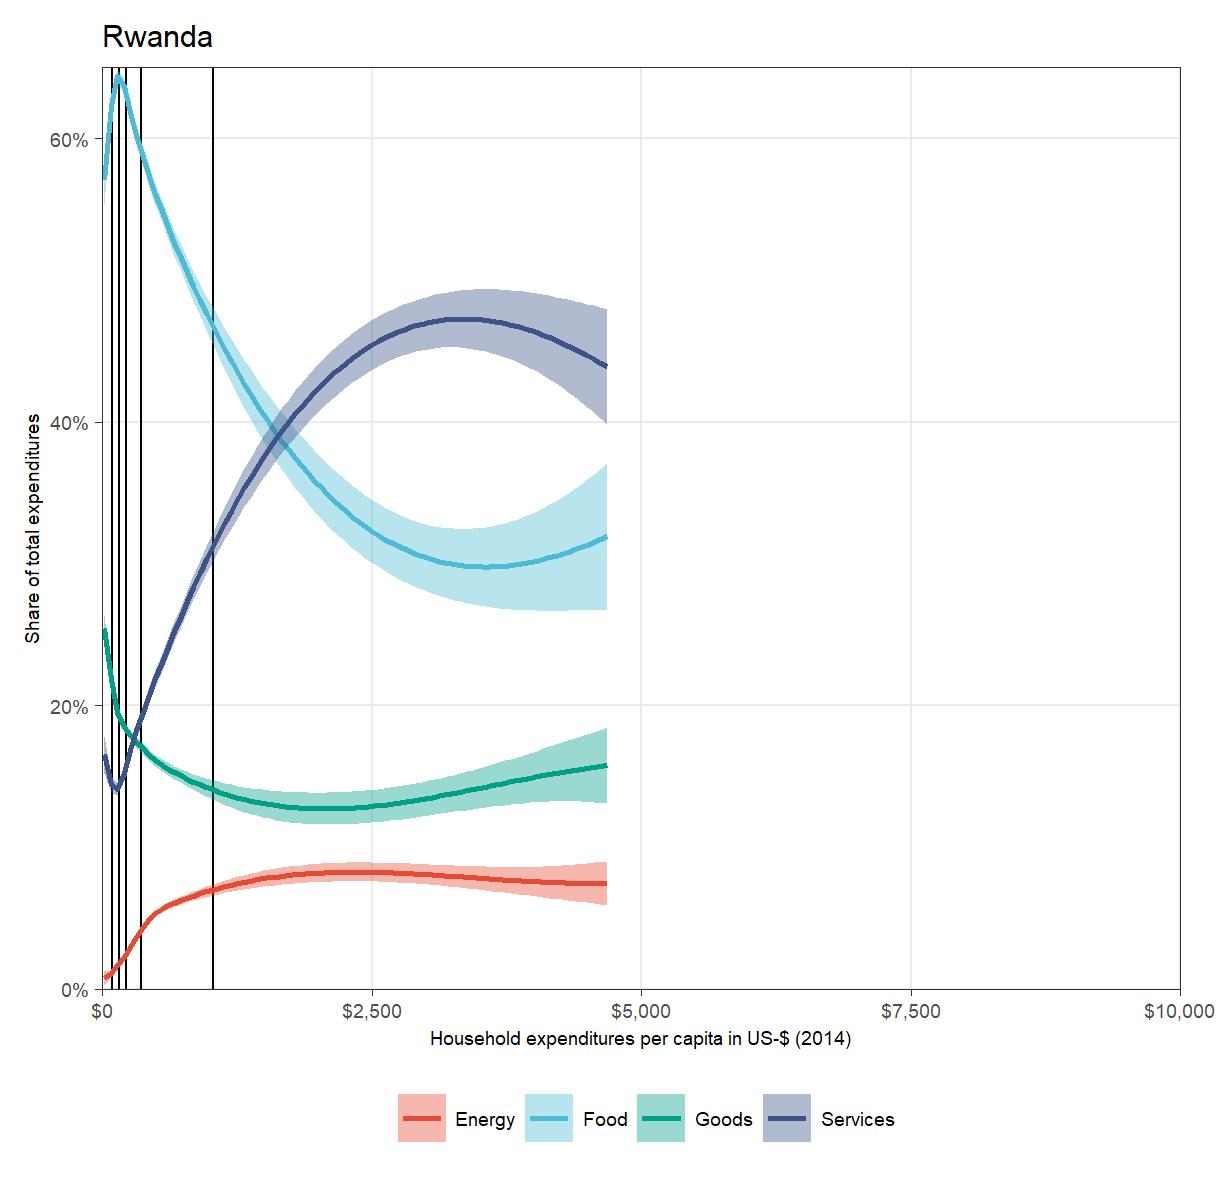 Rwanda
60%
40%
20%
0%
Share of total expenditures
$0 $2,500 $5,000 $7,500 $10,000
Household expenditures per capita in US-$ (2014)
Energy Food Goods Services